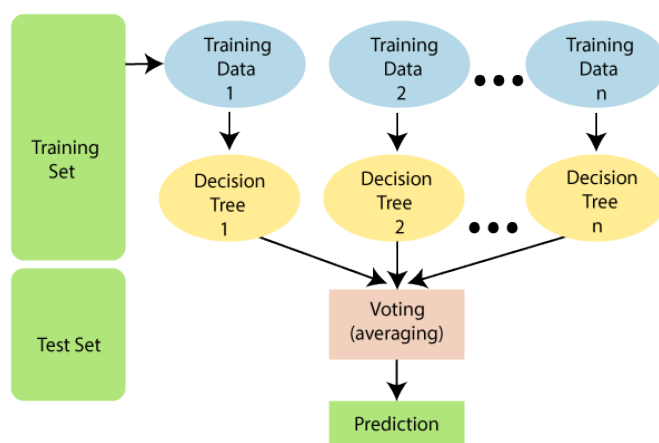 Training
Set
Test Set
Training
Data
1
Training
Data
2
Training
Data
n
Decision
Tree
1
Decision
Tree
2
Decision
Tree
n
Voting
(averaging)
Prediction